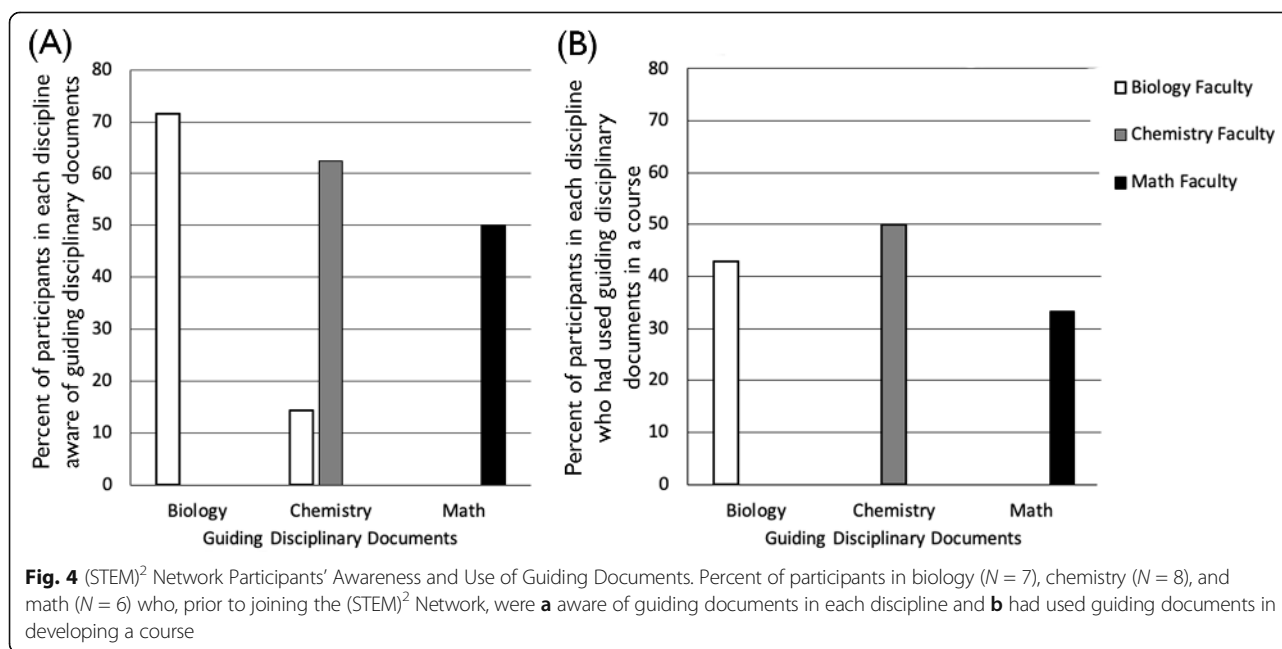 (A)
Percent of participants in each discipline
aware of guiding disciplinary documents
80
70
60
50
40
30
20
10
0
Biology
Chemistry
Math
Guiding Disciplinary Documents
(B)
Percent of participants in each discipline
who had used guiding disciplinary
documents in a course
80
70
60
50
40
30
20
10
0
Biology
Chemistry
Math
Guiding Disciplinary Documents
Biology Faculty
Chemistry Faculty
Math Faculty
Fig. 4 (STEM)² Network Participants’ Awareness and Use of Guiding Documents. Percent of participants in biology (N = 7), chemistry (N = 8), and
math (N = 6) who, prior to joining the (STEM)² Network, were a aware of guiding documents in each discipline and b had used guiding documents in
developing a course